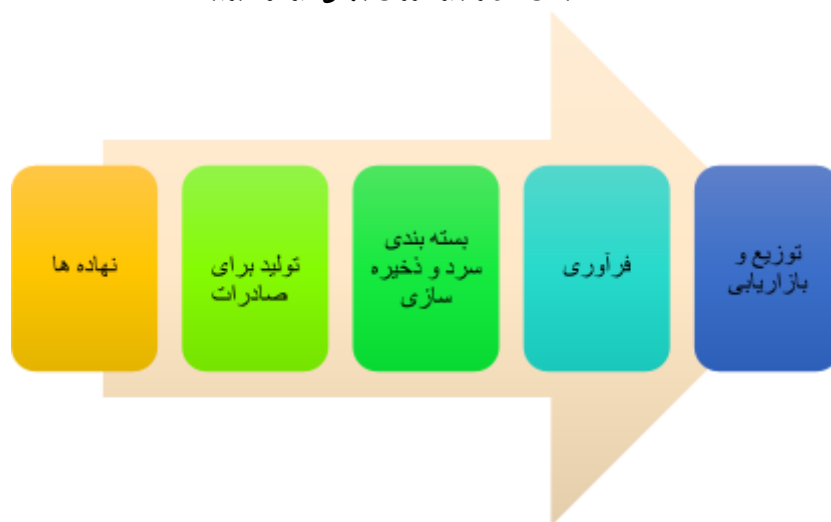 نهاده ها
تولید برای
صادرات
بسته بندی
سرد و ذخیره
سازی
فرآوری
توزیع و
بازاریابی